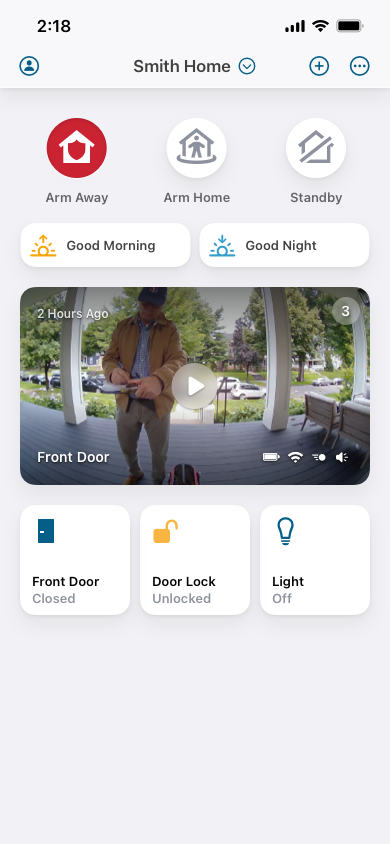 2:18
Smith Home
Arm Away
Arm Home
Standby
Good Morning
Good Night
2 Hours Ago
3
Front Door
Front Door
Closed
Door Lock
Unlocked
Light
Off